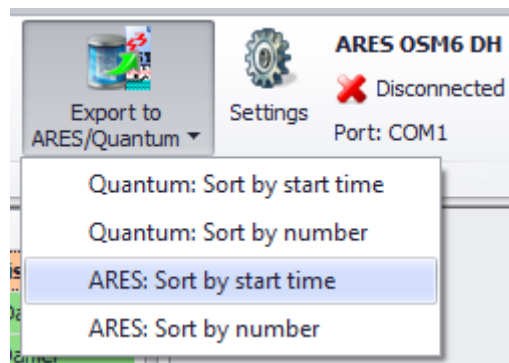 Export to
ARES/Quantum
Settings
ARES OSM6 DH
Disconnected
Port: COM1
Quantum: Sort by start time
Quantum: Sort by number
ARES: Sort by start time
ARES: Sort by number